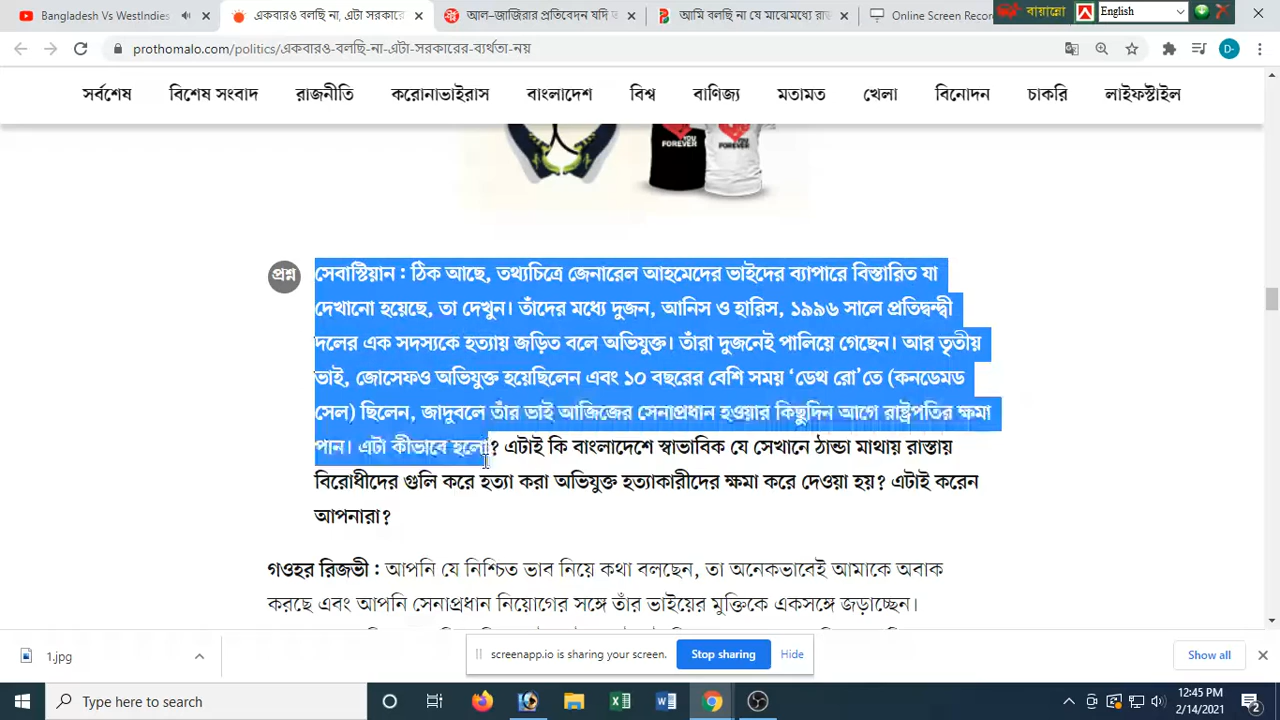 Bangladesh Vs WestIndies
একবারও বলছি না, এটা সরকারে
আল–জাজিরার প্রতিবেদন যদি
আমি বলছি না যে মাঝেমধ্যে রা
Online Screen Recor
বায়ান্নো
English
prothomalo.com/politics/একবারও-বলছি-না-এটা-সরকারের-ব্যর্থতা-নয়
D-
সর্বশেষ বিশেষ সংবাদ রাজনীতি করোনাভাইরাস বাংলাদেশ বিশ্ব বাণিজ্য মতামত খেলা বিনোদন চাকরি লাইফস্টাইল
YOU FOREVER YOU FOREVER
প্রশ্ন
সেবাস্টিয়ান : ঠিক আছে, তথ্যচিত্রে জেনারেল আহমেদের ভাইদের ব্যাপারে বিস্তারিত যা
দেখানো হয়েছে, তা দেখুন। তাঁদের মধ্যে দুজন, আনিস ও হারিস, ১৯৯৬ সালে প্রতিদ্বন্দ্বী
দলের এক সদস্যকে হত্যায় জড়িত বলে অভিযুক্ত। তাঁরা দুজনেই পালিয়ে গেছেন। আর তৃতীয়
ভাই, জোসেফও অভিযুক্ত হয়েছিলেন এবং ১০ বছরের বেশি সময় ‘ডেথ রো’তে (কনডেমড
সেল) ছিলেন, জাদুবলে তাঁর ভাই আজিজের সেনাপ্রধান হওয়ার কিছুদিন আগে রাষ্ট্রপতির ক্ষমা
পান। এটা কীভাবে হলো? এটাই কি বাংলাদেশে স্বাভাবিক যে সেখানে ঠান্ডা মাথায় রাস্তায়
বিরোধীদের গুলি করে হত্যা করা অভিযুক্ত হত্যাকারীদের ক্ষমা করে দেওয়া হয়? এটাই করেন
আপনারা?
গওহর রিজভী : আপনি যে নিশ্চিত ভাব নিয়ে কথা বলছেন, তা অনেকভাবেই আমাকে অবাক
করছে এবং আপনি সেনাপ্রধান নিয়োগের সঙ্গে তাঁর ভাইয়ের মুক্তিকে একসঙ্গে জড়াচ্ছেন।
1.jpg
screenapp.io is sharing your screen.
Stop sharing
Hide
Show all
Type here to search
12:45 PM
2/14/2021
2